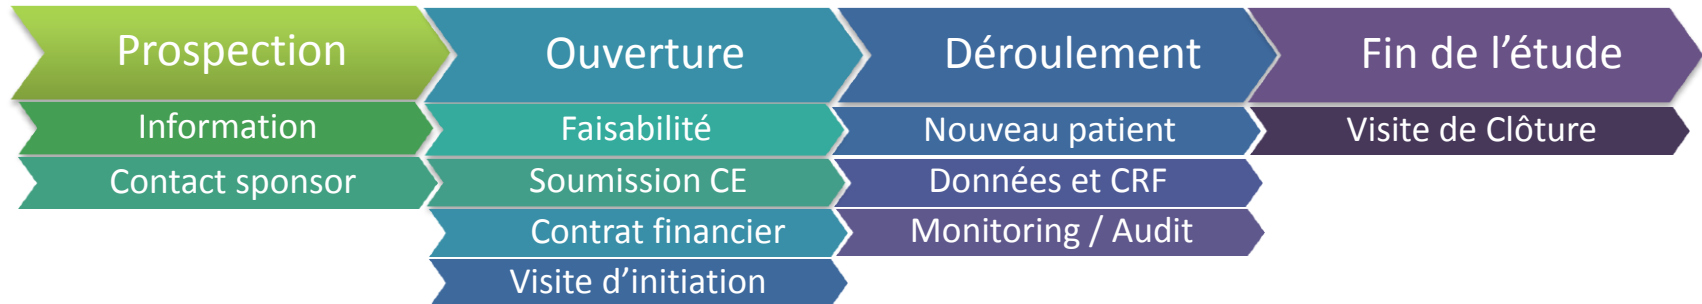 Prospection
Ouverture
Déroulement
Fin de l’étude
Information
Faisabilité
Nouveau patient
Visite de Clôture
Contact sponsor
Soumission CE
Données et CRF
Contrat financier
Monitoring / Audit
Visite d’initiation